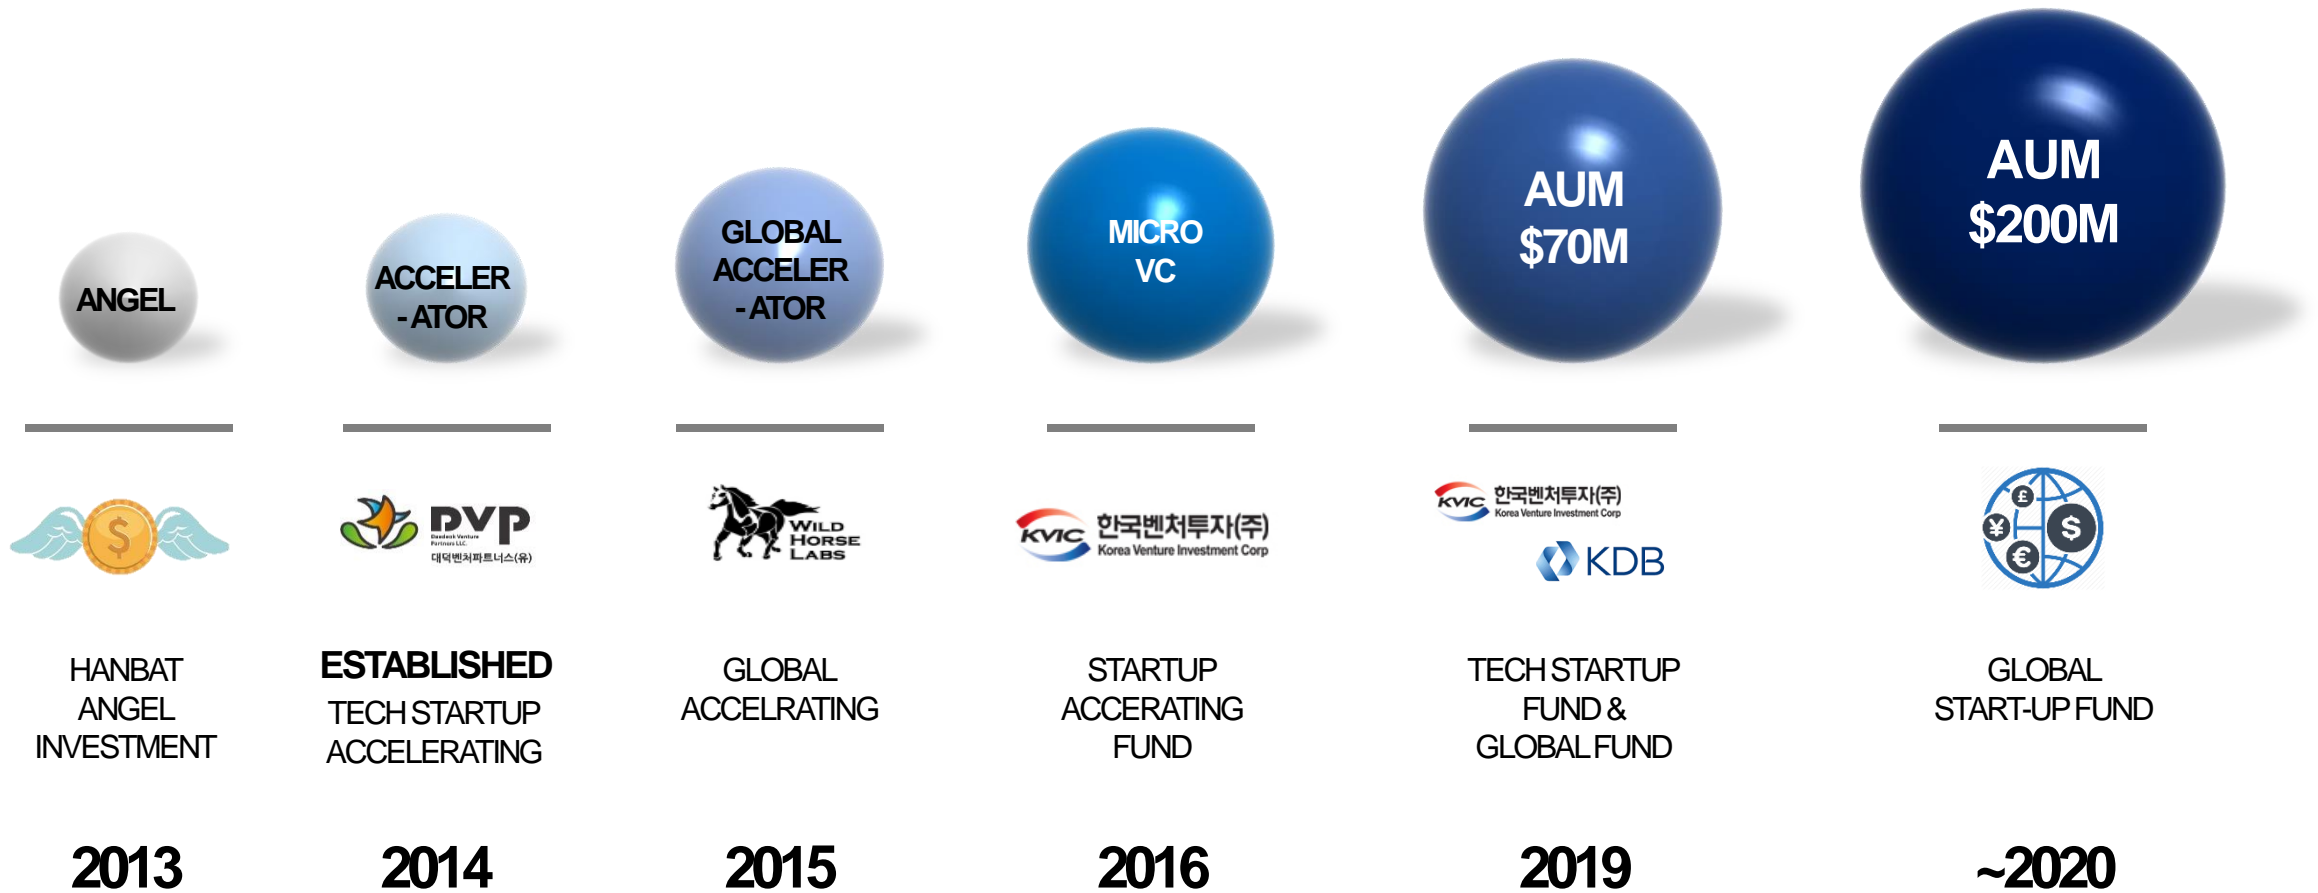 ANGEL
ACCELER
- ATOR
GLOBAL
ACCELER
- ATOR
MICRO
VC
AUM
$70M
AUM
$200M
$
DVP
Daedeok Venture
Partners LLC.
대덕벤처파트너스(유)
WILD
HORSE
LABS
KVIC
한국벤처투자(주)
Korea Venture Investment Corp
KVIC
한국벤처투자(주)
Korea Venture Investment Corp
KDB
£
¥
$
€
HANBAT
ANGEL
INVESTMENT
ESTABLISHED
TECH STARTUP
ACCELERATING
GLOBAL
ACCELRATING
STARTUP
ACCERATING
FUND
TECH STARTUP
FUND &
GLOBAL FUND
GLOBAL
START-UP FUND
2013
2014
2015
2016
2019
~2020